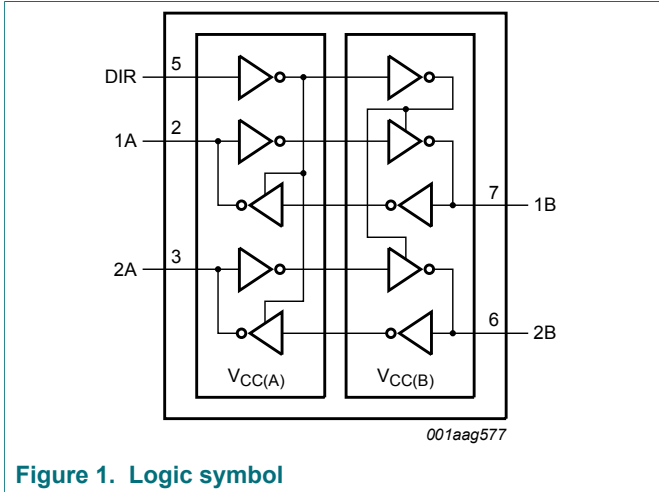 DIR 5
1A 2
7 1B
2A 3
6 2B
VCC(A) VCC(B)
001aag577
Figure 1. Logic symbol